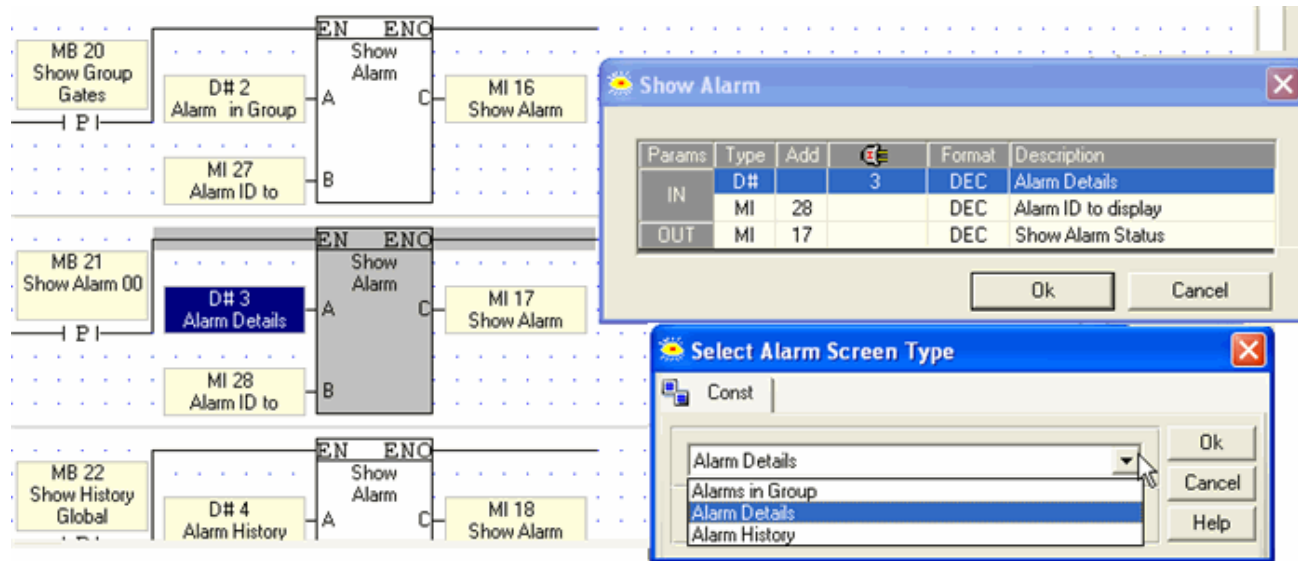 EN ENO
MB 20
Show Group
Gates
P
D# 2
Alarm in Group
MI 27
Alarm ID to
Show
Alarm
A
B
C
MI 16
Show Alarm
EN ENO
MB 21
Show Alarm 00
P
D# 3
Alarm Details
MI 28
Alarm ID to
Show
Alarm
A
B
C
MI 17
Show Alarm
EN ENO
MB 22
Show History
Global
D# 4
Alarm History
Show
Alarm
A
C
MI 18
Show Alarm
Show Alarm
Params Type Add Format Description
IN D# 3 DEC Alarm Details
MI 28 DEC Alarm ID to display
OUT MI 17 DEC Show Alarm Status
Ok Cancel
Select Alarm Screen Type
Const
Alarm Details
Alarms in Group
Alarm Details
Alarm History
Ok
Cancel
Help